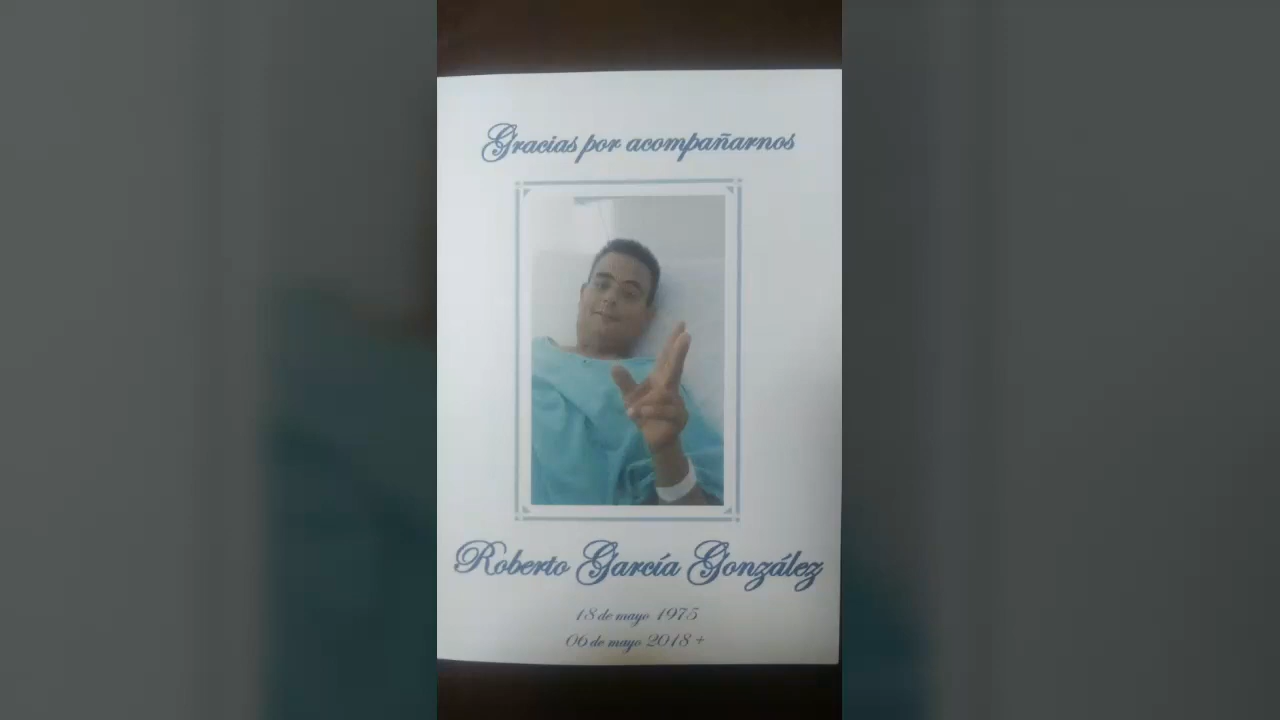 Gracias por acompañarnos
Roberto García González
18 de mayo 1975
06 de mayo 2018 +